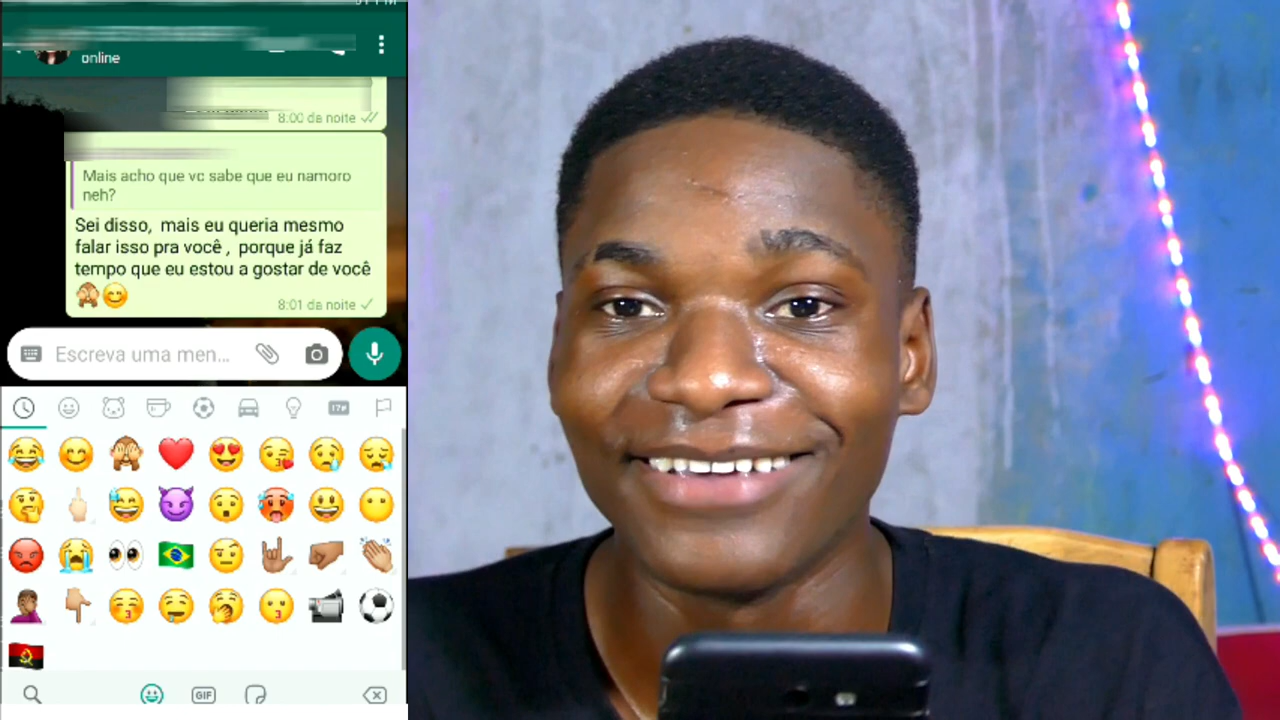 online
8:00 da noite
Mais acho que vc sabe que eu namoro
neh?
Sei disso, mais eu queria mesmo
falar isso pra você , porque já faz
tempo que eu estou a gostar de você
8:01 da noite
Escreva uma men...
GIF